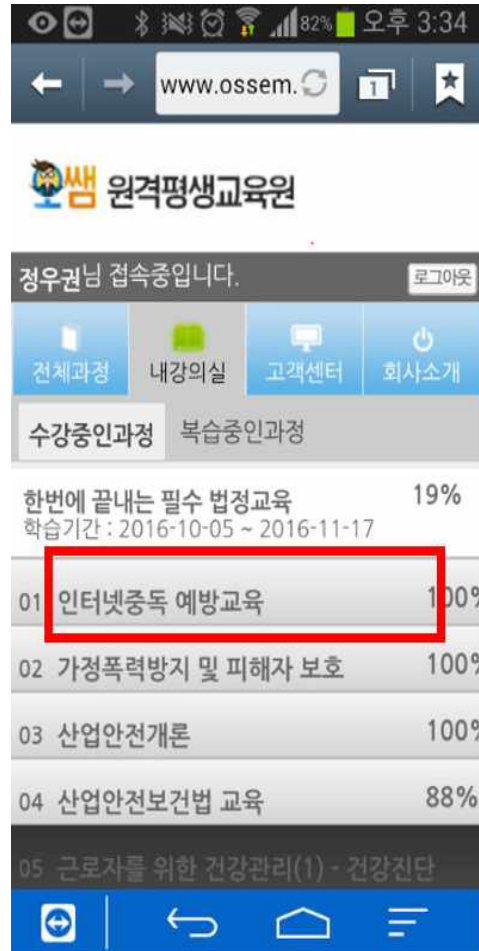 82% 오후 3:34
www.ossem. 1
오쌤 원격평생교육원
정우권님 접속중입니다. 로그아웃
전체과정 내강의실 고객센터 회사소개
수강중인과정 복습중인과정
한번에 끝내는 필수 법정교육 19%
학습기간 : 2016-10-05 ~ 2016-11-17
01 인터넷중독 예방교육 100%
02 가정폭력방지 및 피해자 보호 100%
03 산업안전개론 100%
04 산업안전보건법 교육 88%
05 근로자를 위한 건강관리(1) - 건강진단